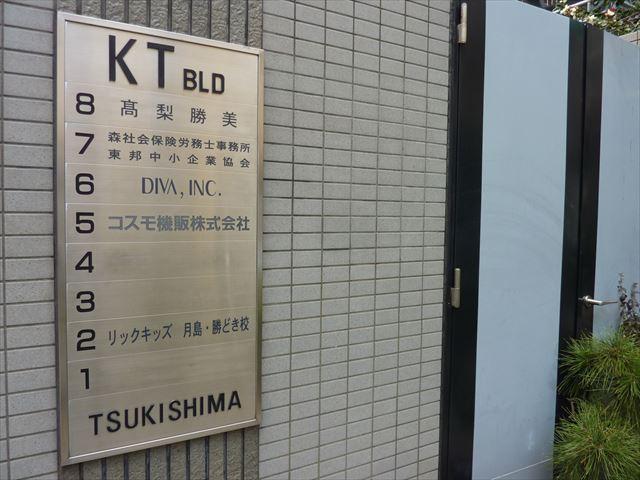 KT BLD
8 髙梨勝美
7 森社会保険労務士事務所
東邦中小企業協会
6 DIVA, INC.
5 コスモ機販株式会社
4
3
2 リックキッズ 月島・勝どき校
1
TSUKISHIMA